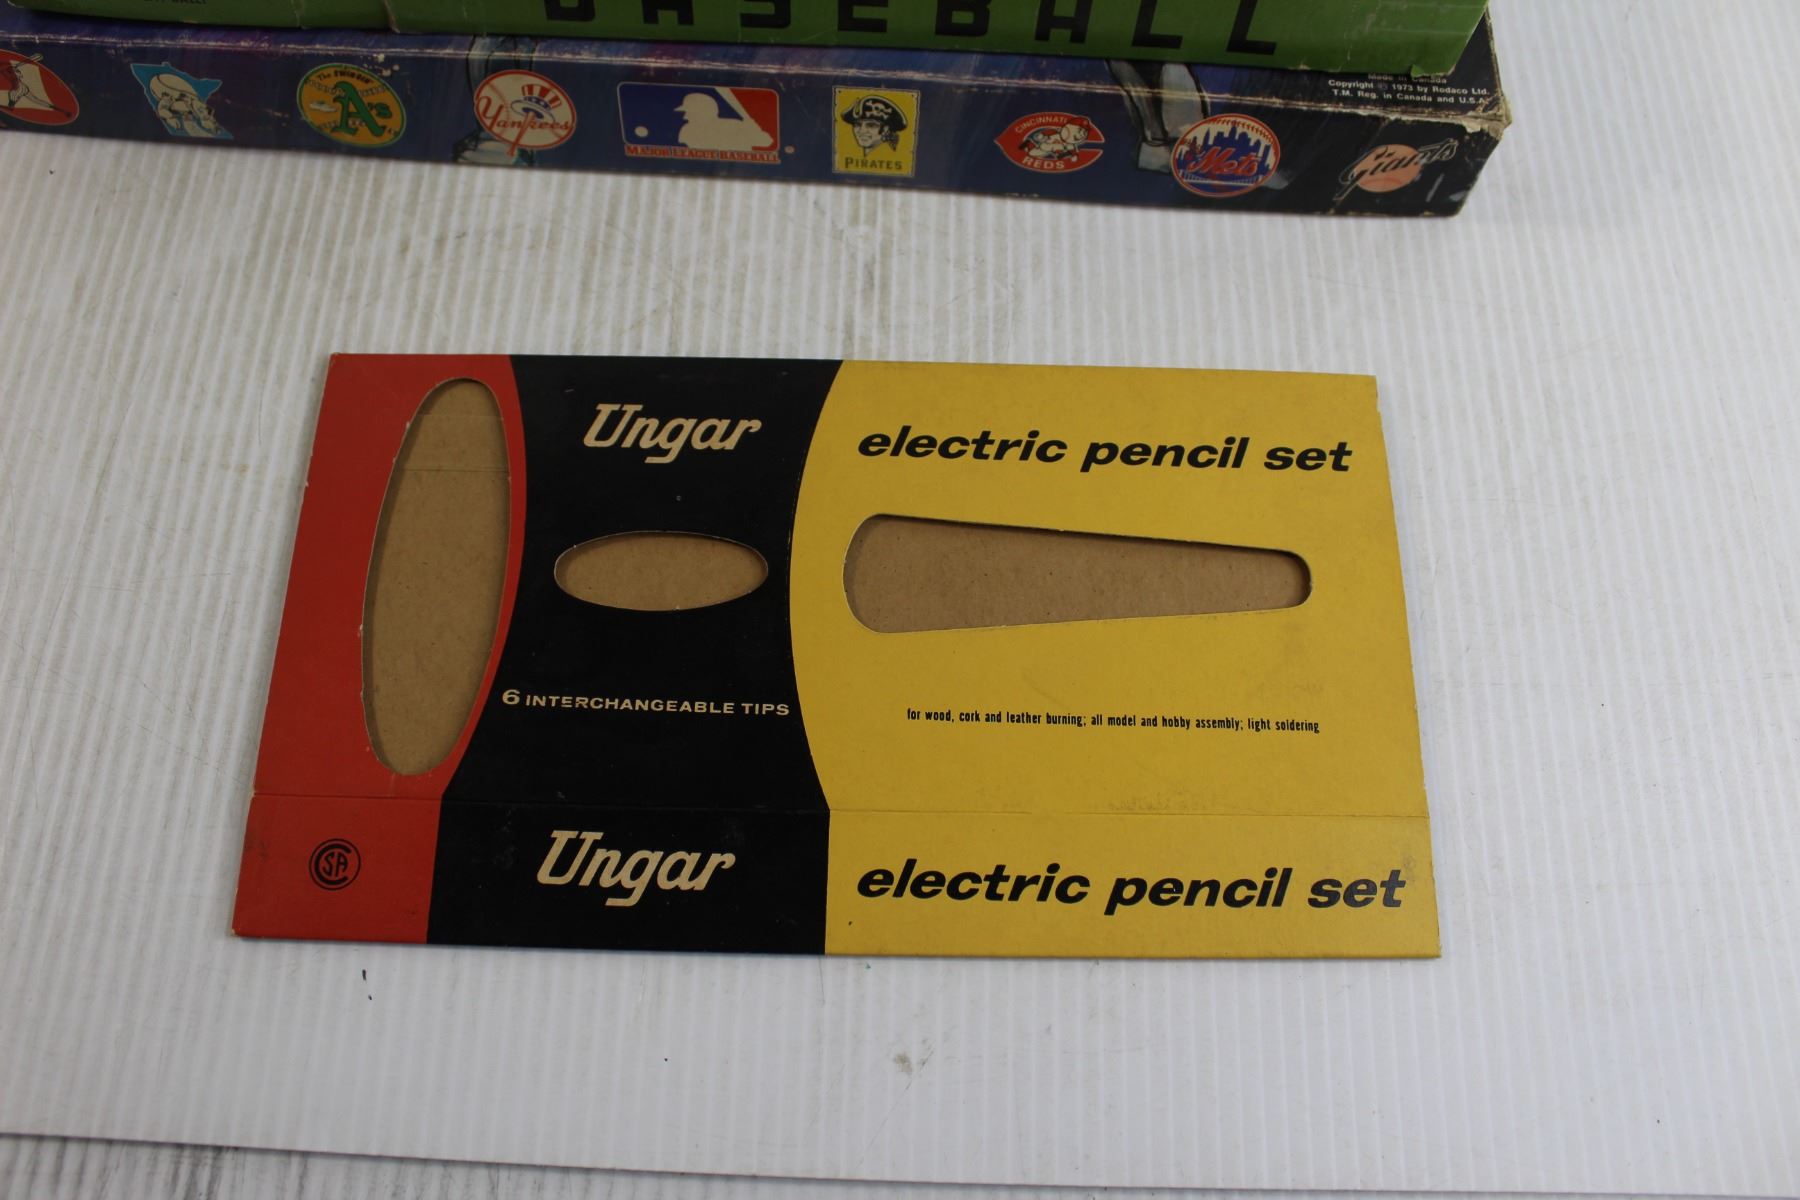 BASEBALL
The SWINGIN'
A's
Yankees
MAJOR LEAGUE BASEBALL
PIRATES
CINCINNATI
REDS
Mets
Giants
Made in Canada
Copyright © 1973 by Rodaco Ltd.
T.M. Reg. in Canada and U.S.A.
Ungar
electric pencil set
6 INTERCHANGEABLE TIPS
for wood, cork and leather burning; all model and hobby assembly; light soldering
CSA
Ungar
electric pencil set